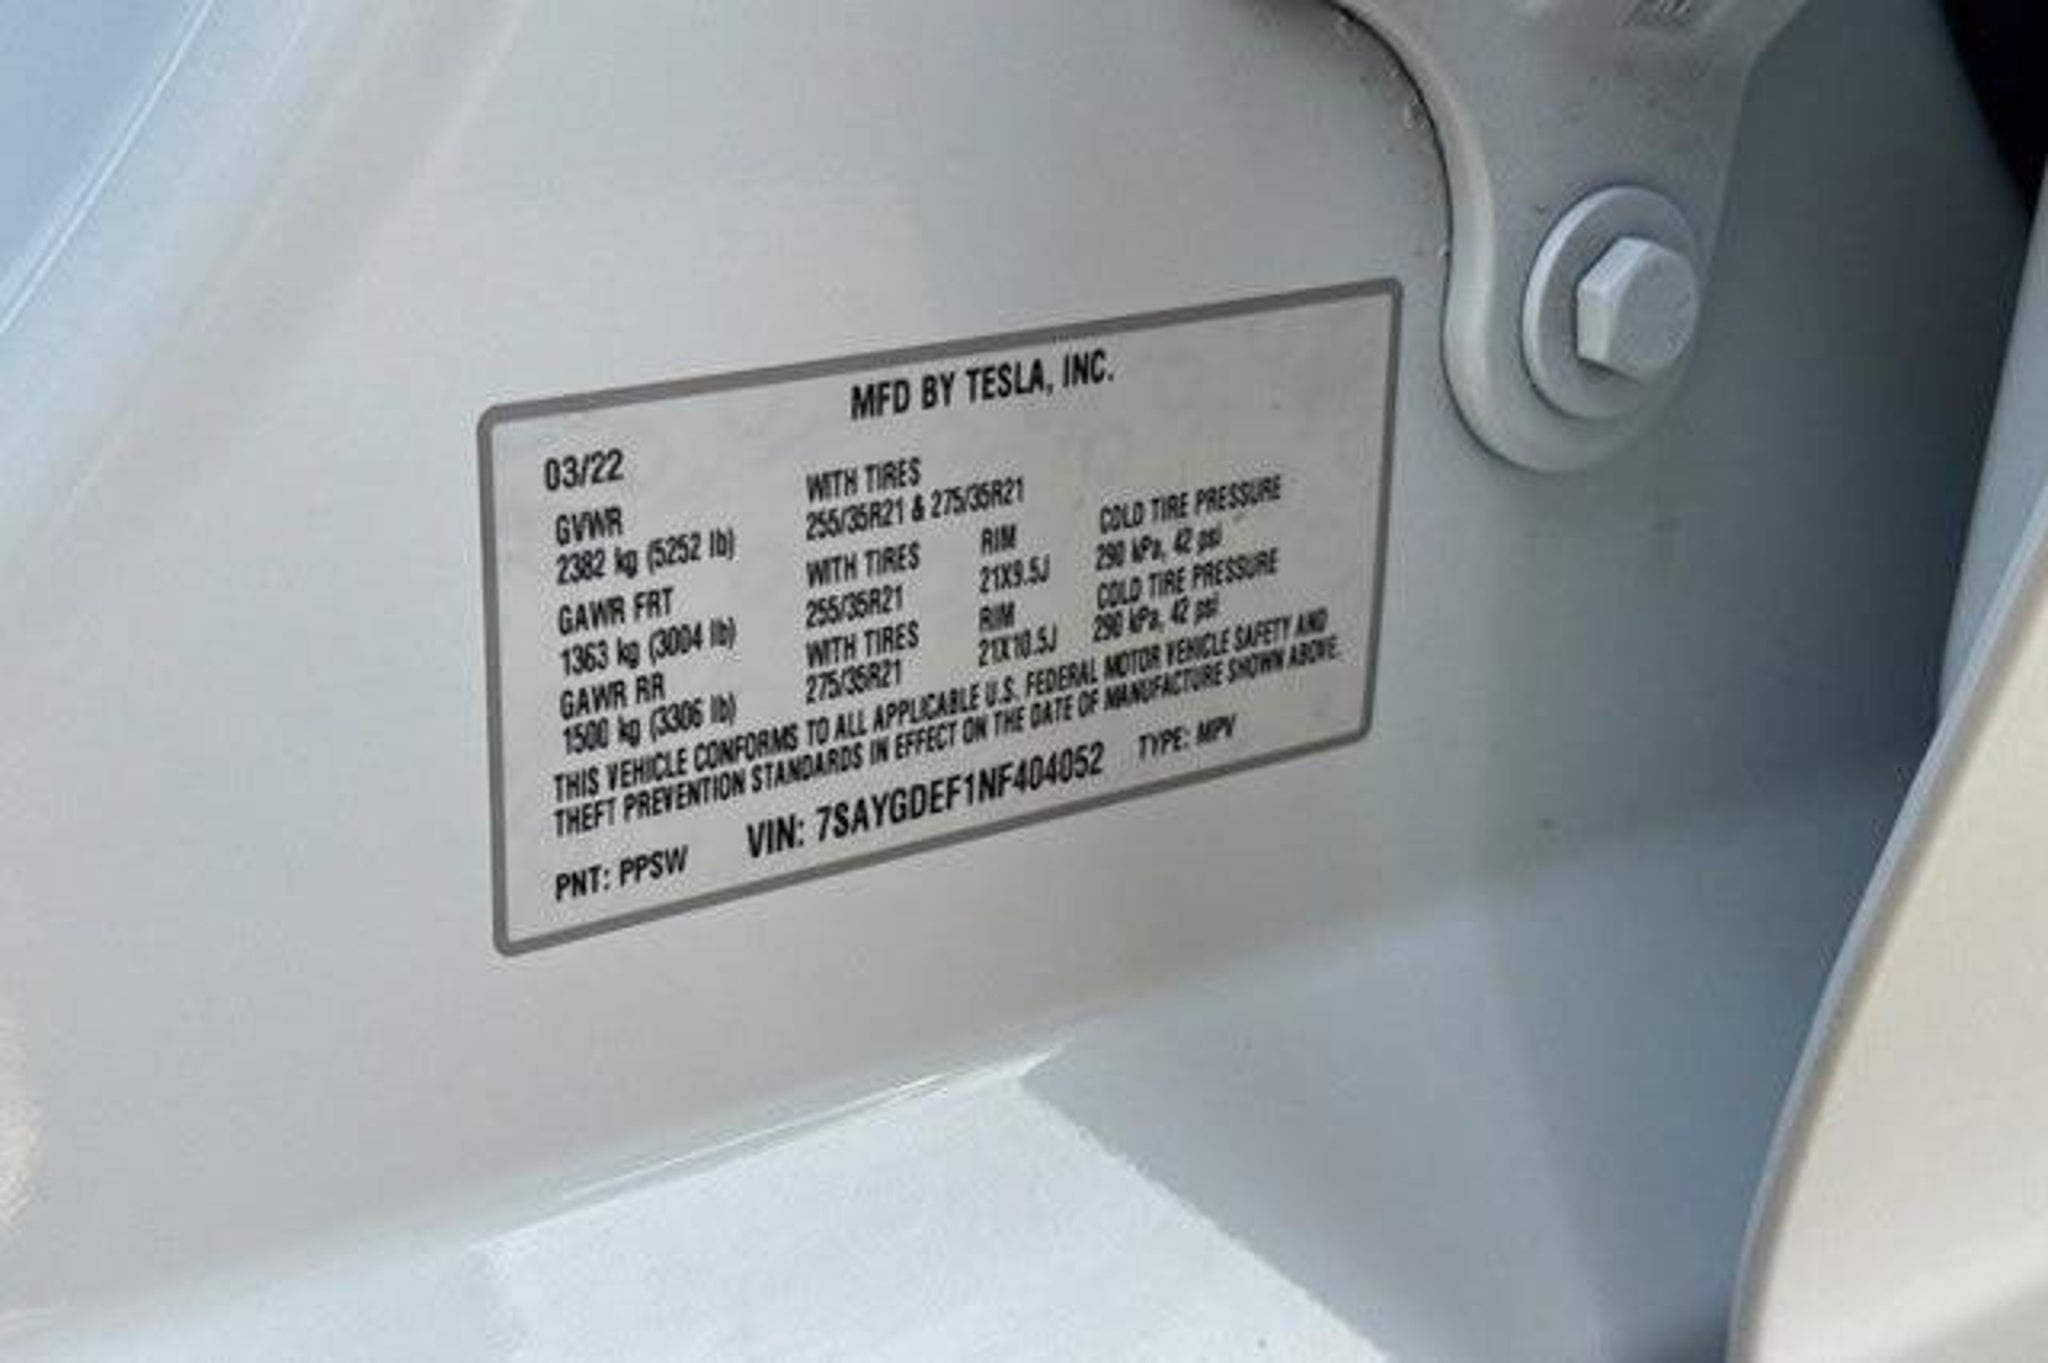 MFD BY TESLA, INC.
03/22
GVWR
2382 kg (5252 lb)
WITH TIRES
255/35R21 & 275/35R21
GAWR FRT
1363 kg (3004 lb)
WITH TIRES
255/35R21
RIM
21X9.5J
COLD TIRE PRESSURE
290 kPa, 42 psi
GAWR RR
1500 kg (3306 lb)
WITH TIRES
275/35R21
RIM
21X10.5J
COLD TIRE PRESSURE
290 kPa, 42 psi
THIS VEHICLE CONFORMS TO ALL APPLICABLE U.S. FEDERAL MOTOR VEHICLE SAFETY AND
THEFT PREVENTION STANDARDS IN EFFECT ON THE DATE OF MANUFACTURE SHOWN ABOVE.
PNT: PPSW VIN: 7SAYGDEF1NF404052 TYPE: MPV